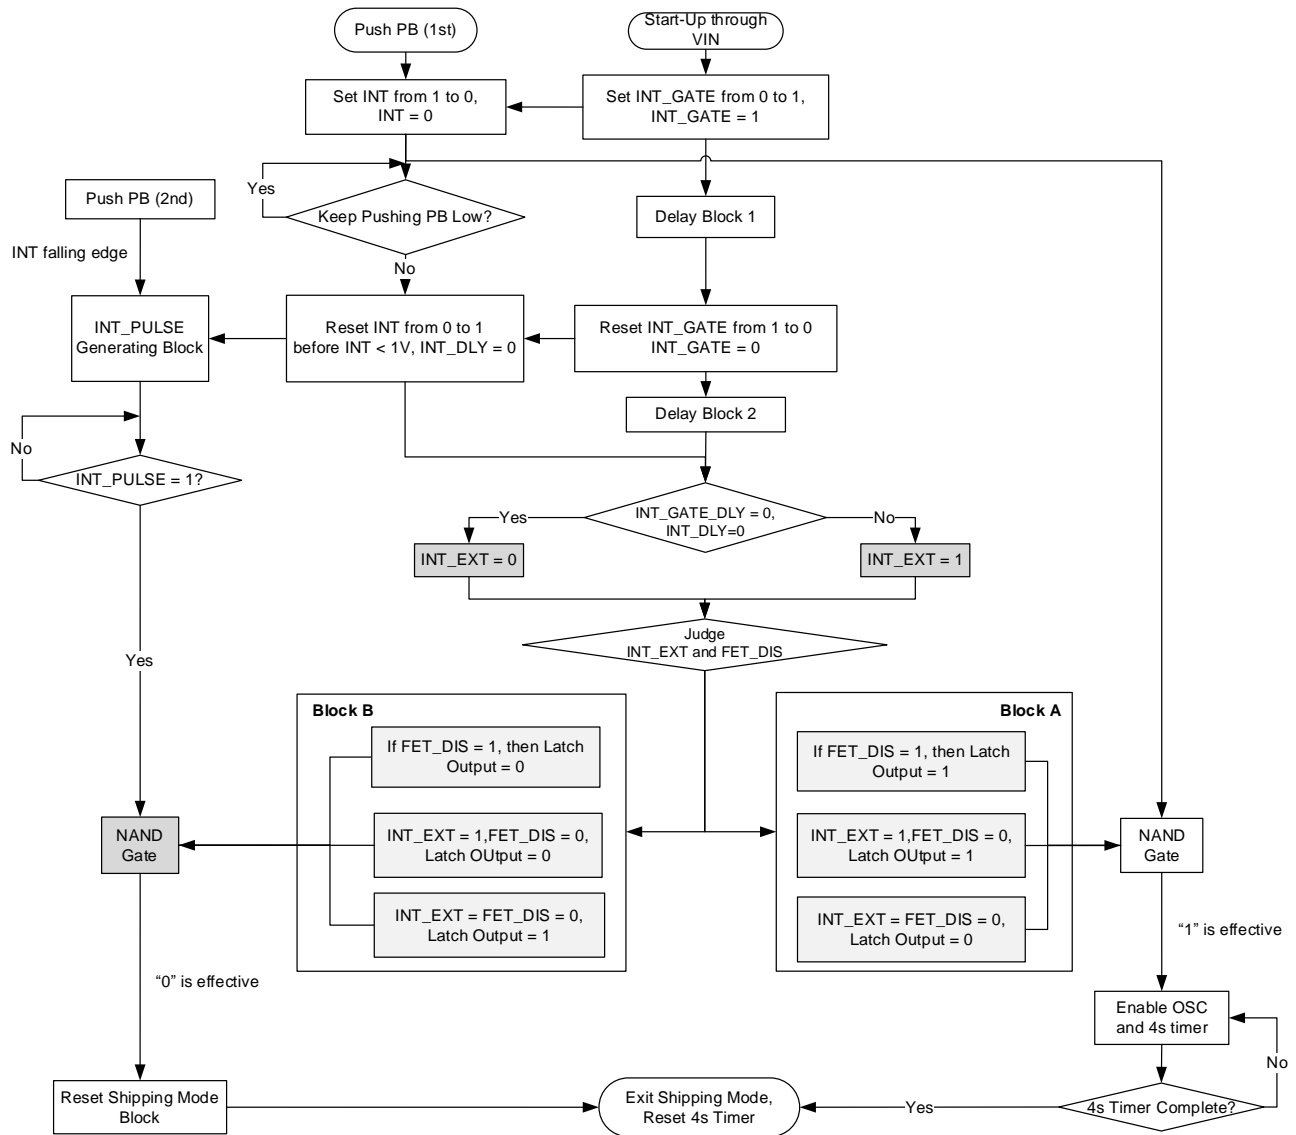 Push PB (1st)
Start-Up through
VIN
Set INT from 1 to 0,
INT = 0
Set INT_GATE from 0 to 1,
INT_GATE = 1
Yes
Push PB (2nd)
Keep Pushing PB Low?
Delay Block 1
INT falling edge
No
INT_PULSE
Generating Block
Reset INT from 0 to 1
before INT < 1V, INT_DLY = 0
Reset INT_GATE from 1 to 0
INT_GATE = 0
Delay Block 2
No
INT_PULSE = 1?
INT_GATE_DLY = 0,
INT_DLY=0
Yes
No
INT_EXT = 0
INT_EXT = 1
Judge
INT_EXT and FET_DIS
Yes
Block B
If FET_DIS = 1, then Latch
Output = 0
INT_EXT = 1,FET_DIS = 0,
Latch OUtput = 0
INT_EXT = FET_DIS = 0,
Latch Output = 1
Block A
If FET_DIS = 1, then Latch
Output = 1
INT_EXT = 1,FET_DIS = 0,
Latch OUtput = 1
INT_EXT = FET_DIS = 0,
Latch Output = 0
NAND
Gate
NAND
Gate
“0” is effective
“1” is effective
Enable OSC
and 4s timer
No
Reset Shipping Mode
Block
Exit Shipping Mode,
Reset 4s Timer
Yes
4s Timer Complete?